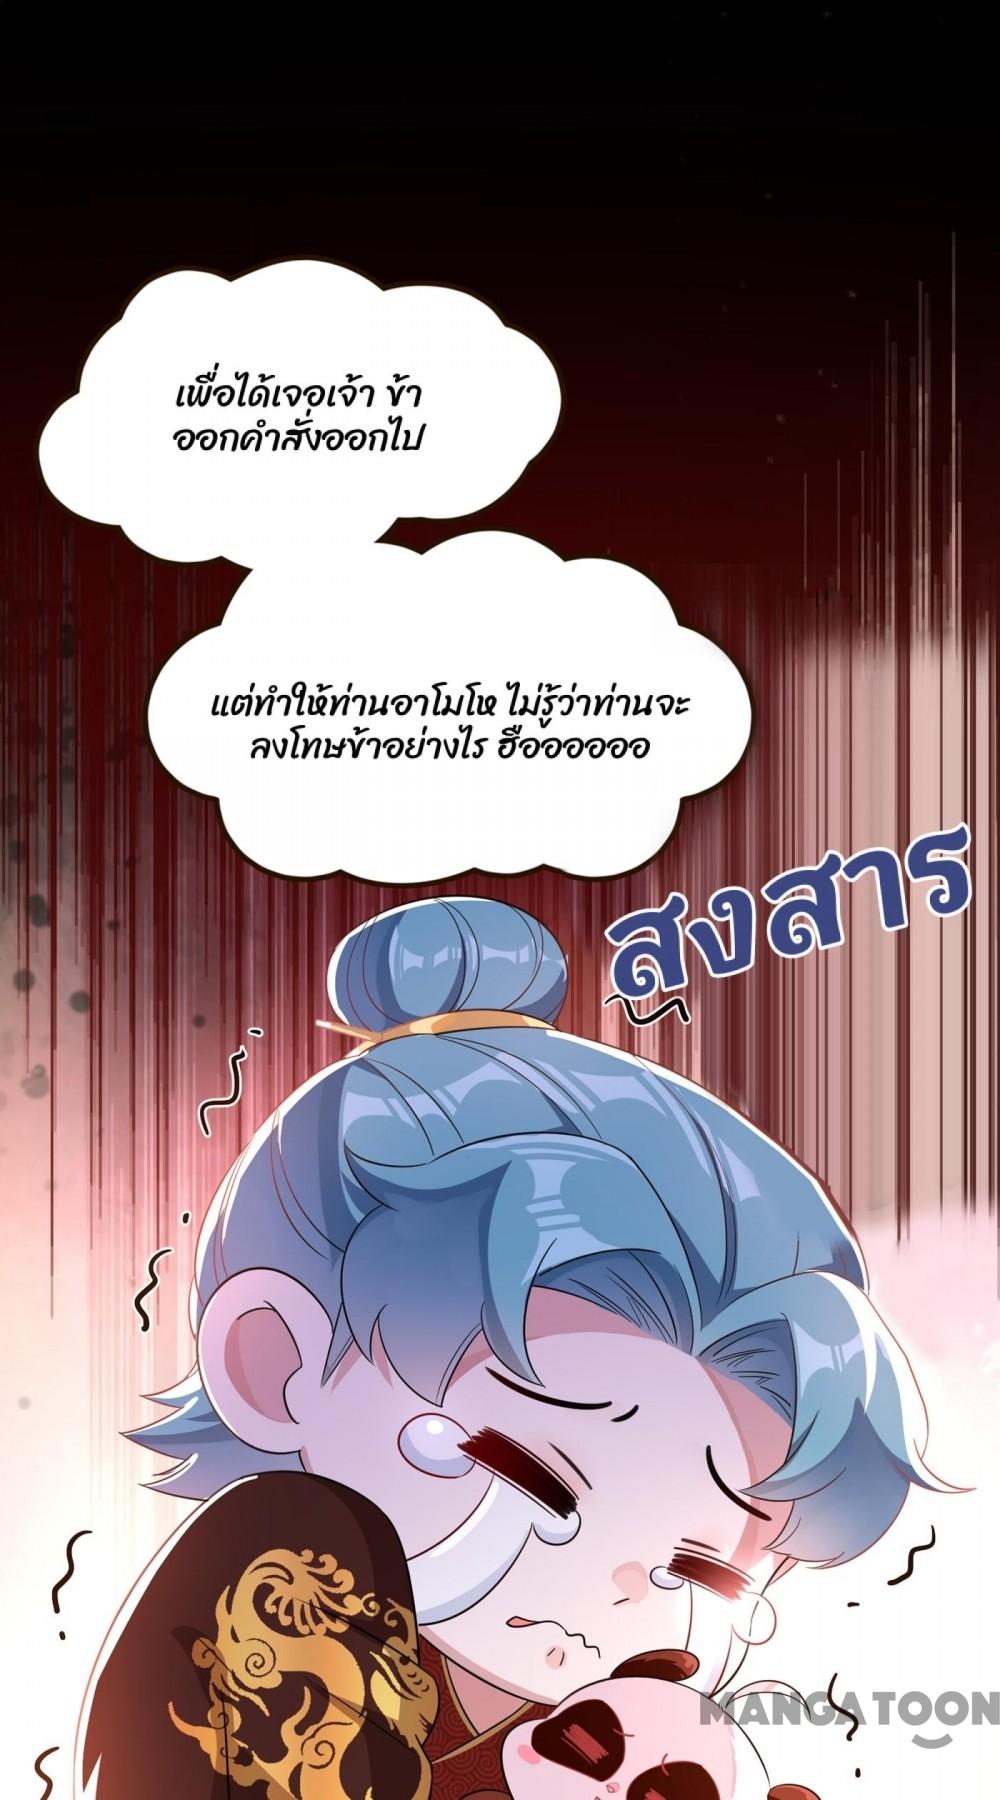 เพื่อได้เจอเจ้า ข้า
ออกคำสั่งออกไป
แต่ทำให้ท่านอาโมโห ไม่รู้ว่าท่านจะ
ลงโทษข้าอย่างไร ฮือออออออ
สงสาร
MANGATOON